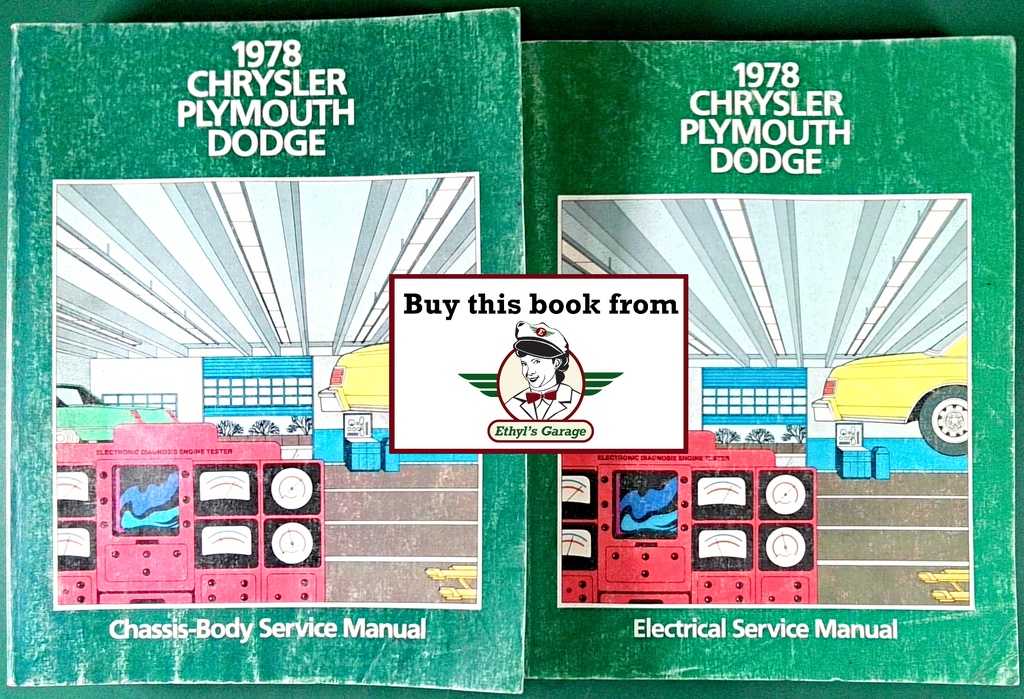 1978
CHRYSLER
PLYMOUTH
DODGE
ELECTRONIC DIAGNOSIS ENGINE TESTER
Chassis-Body Service Manual
1978
CHRYSLER
PLYMOUTH
DODGE
ELECTRONIC DIAGNOSIS ENGINE TESTER
Electrical Service Manual
Buy this book from
E
Ethyl's Garage